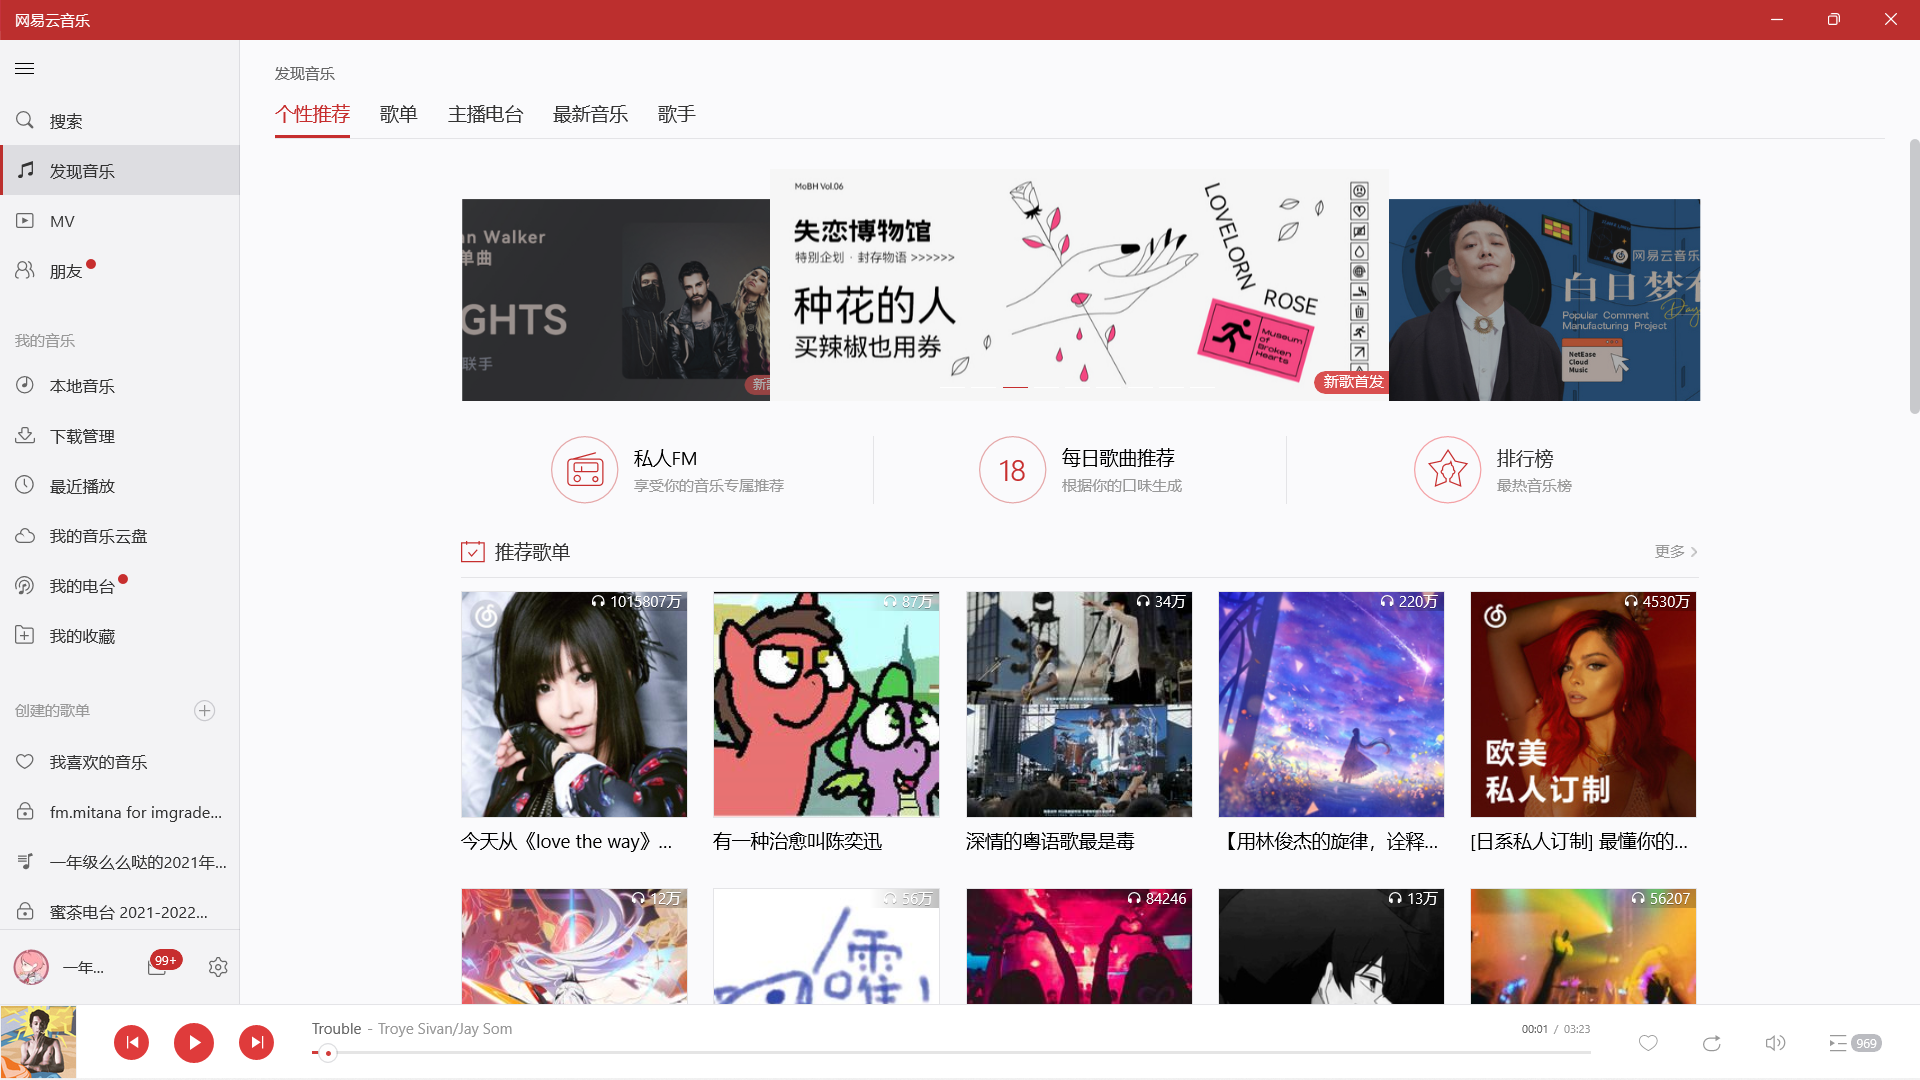 网易云音乐
发现音乐
个性推荐 歌单 主播电台 最新音乐 歌手
搜索
发现音乐
MV
朋友
我的音乐
本地音乐
下载管理
最近播放
我的音乐云盘
我的电台
我的收藏
创建的歌单
我喜欢的音乐
fm.mitana for imgrade...
一年级么么哒的2021年...
蜜茶电台 2021-2022...
一年...
99+
an Walker
单曲
GHTS
联手
新歌
MoBH Vol.06
失恋博物馆
特别企划 · 封存物语 >>>>>>
种花的人
买辣椒也用券
LOVELORN
ROSE
Museum of Broken Hearts
新歌首发
网易云音乐
白日梦
Popular Comment
Manufacturing Project
NetEase
Cloud
Music
私人FM
享受你的音乐专属推荐
18
每日歌曲推荐
根据你的口味生成
排行榜
最热音乐榜
推荐歌单
更多
1015807万
87万
34万
220万
4530万
欧美
私人订制
今天从《love the way》...
有一种治愈叫陈奕迅
深情的粤语歌最是毒
【用林俊杰的旋律，诠释...
[日系私人订制] 最懂你的...
12万
56万
84246
13万
56207
Trouble - Troye Sivan/Jay Som
00:01 / 03:23
969